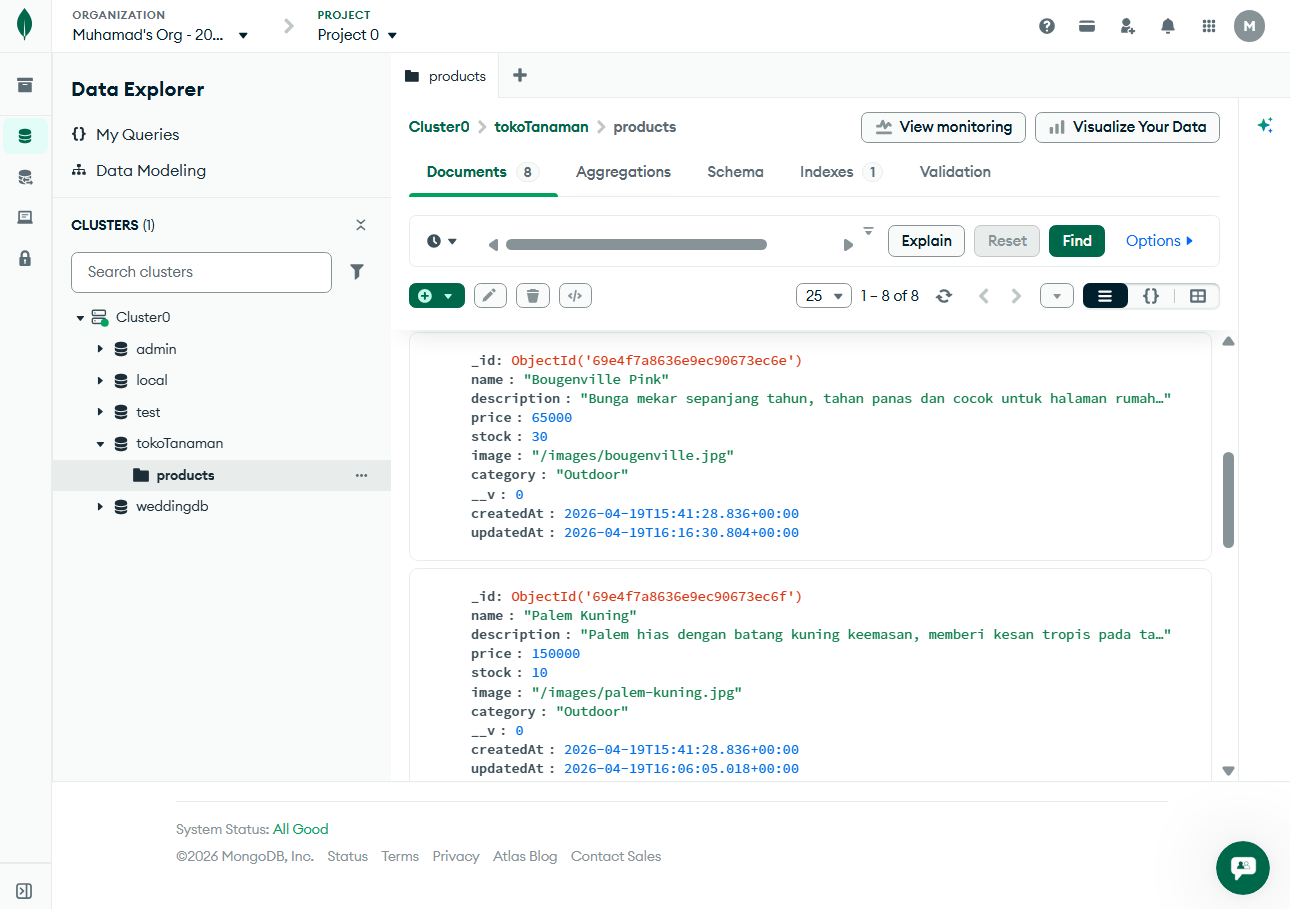 ORGANIZATION
Muhamad's Org - 20...
PROJECT
Project 0
M
Data Explorer
{} My Queries
Data Modeling
CLUSTERS (1)
Search clusters
Cluster0
admin
local
test
tokoTanaman
products
weddingdb
products
Cluster0 > tokoTanaman > products
View monitoring
Visualize Your Data
Documents 8
Aggregations
Schema
Indexes 1
Validation
Explain
Reset
Find
Options
25
1 – 8 of 8
{}
_id: ObjectId('69e4f7a8636e9ec90673ec6e')
name : "Bougenville Pink"
description : "Bunga mekar sepanjang tahun, tahan panas dan cocok untuk halaman rumah…"
price : 65000
stock : 30
image : "/images/bougenville.jpg"
category : "Outdoor"
__v : 0
createdAt : 2026-04-19T15:41:28.836+00:00
updatedAt : 2026-04-19T16:16:30.804+00:00
_id: ObjectId('69e4f7a8636e9ec90673ec6f')
name : "Palem Kuning"
description : "Palem hias dengan batang kuning keemasan, memberi kesan tropis pada ta…"
price : 150000
stock : 10
image : "/images/palem-kuning.jpg"
category : "Outdoor"
__v : 0
createdAt : 2026-04-19T15:41:28.836+00:00
updatedAt : 2026-04-19T16:06:05.018+00:00
System Status: All Good
©2026 MongoDB, Inc. Status Terms Privacy Atlas Blog Contact Sales